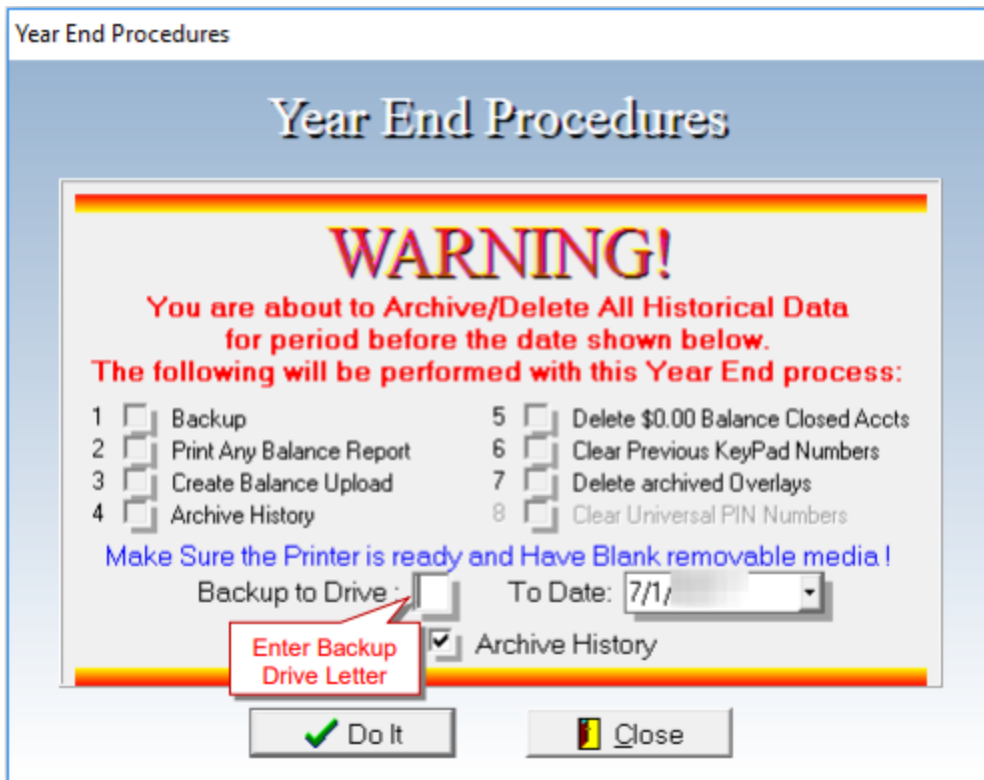 Year End Procedures
Year End Procedures
WARNING!
You are about to Archive/Delete All Historical Data
for period before the date shown below.
The following will be performed with this Year End process:
1 Backup
2 Print Any Balance Report
3 Create Balance Upload
4 Archive History
5 Delete $0.00 Balance Closed Accts
6 Clear Previous KeyPad Numbers
7 Delete archived Overlays
8 Clear Universal PIN Numbers
Make Sure the Printer is ready and Have Blank removable media !
Backup to Drive : To Date: 7/1/
Enter Backup
Drive Letter
Archive History
Do It Close